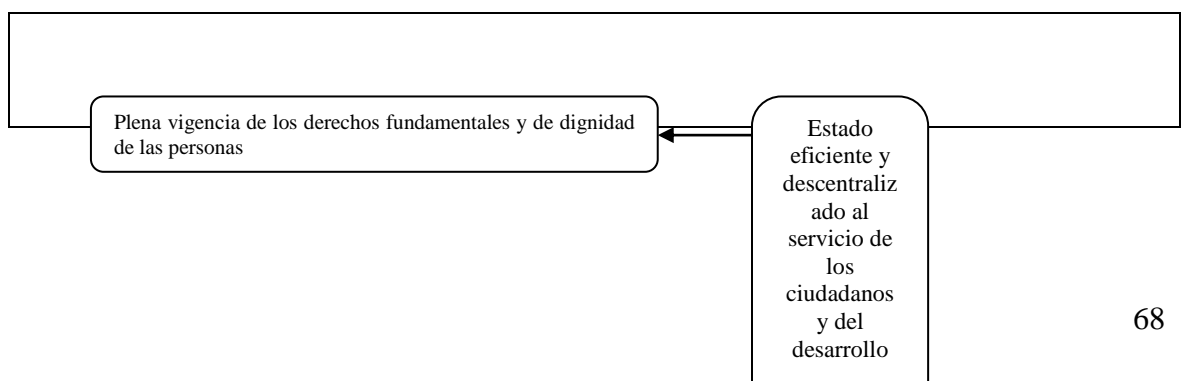 Plena vigencia de los derechos fundamentales y de dignidad
de las personas
Estado
eficiente y
descentraliz
ado al
servicio de
los
ciudadanos
y del
desarrollo
68